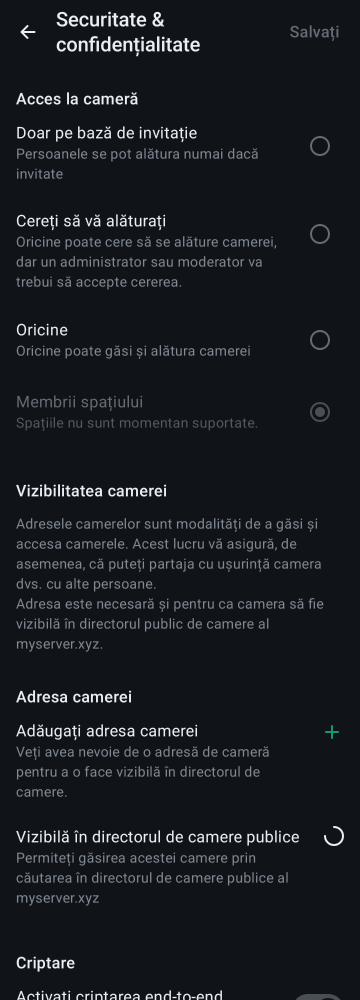 Securitate &
confidențialitate
Salvați
Acces la cameră
Doar pe bază de invitație
Persoanele se pot alătura numai dacă
invitate
Cereți să vă alăturați
Oricine poate cere să se alăture camerei,
dar un administrator sau moderator va
trebui să accepte cererea.
Oricine
Oricine poate găsi și alătura camerei
Membrii spațiului
Spațiile nu sunt momentan suportate.
Vizibilitatea camerei
Adresele camerelor sunt modalități de a găsi și
accesa camerele. Acest lucru vă asigură, de
asemenea, că puteți partaja cu ușurință camera
dvs. cu alte persoane.
Adresa este necesară și pentru ca camera să fie
vizibilă în directorul public de camere al
myserver.xyz.
Adresa camerei
Adăugați adresa camerei
Veți avea nevoie de o adresă de cameră
pentru a o face vizibilă în directorul de
camere.
Vizibilă în directorul de camere publice
Permiteți găsirea acestei camere prin
căutarea în directorul de camere publice al
myserver.xyz
Criptare
Activați criptarea end-to-end